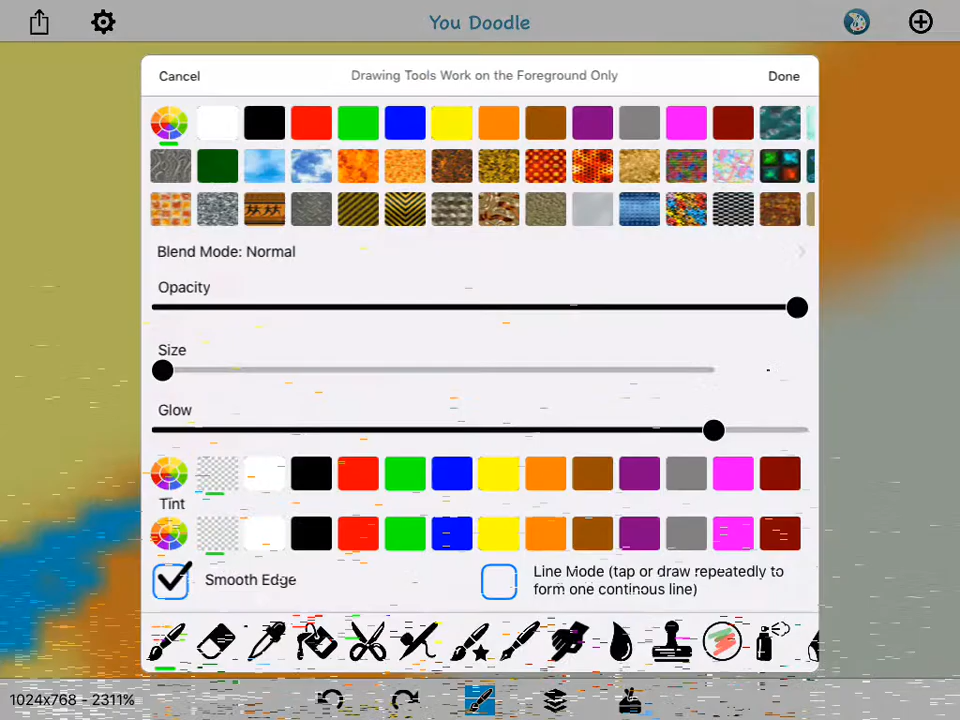 You Doodle
Cancel
Drawing Tools Work on the Foreground Only
Done
Blend Mode: Normal
Opacity
Size
Glow
Tint
Smooth Edge
Line Mode (tap or draw repeatedly to
form one continous line)
1024x768 - 2311%